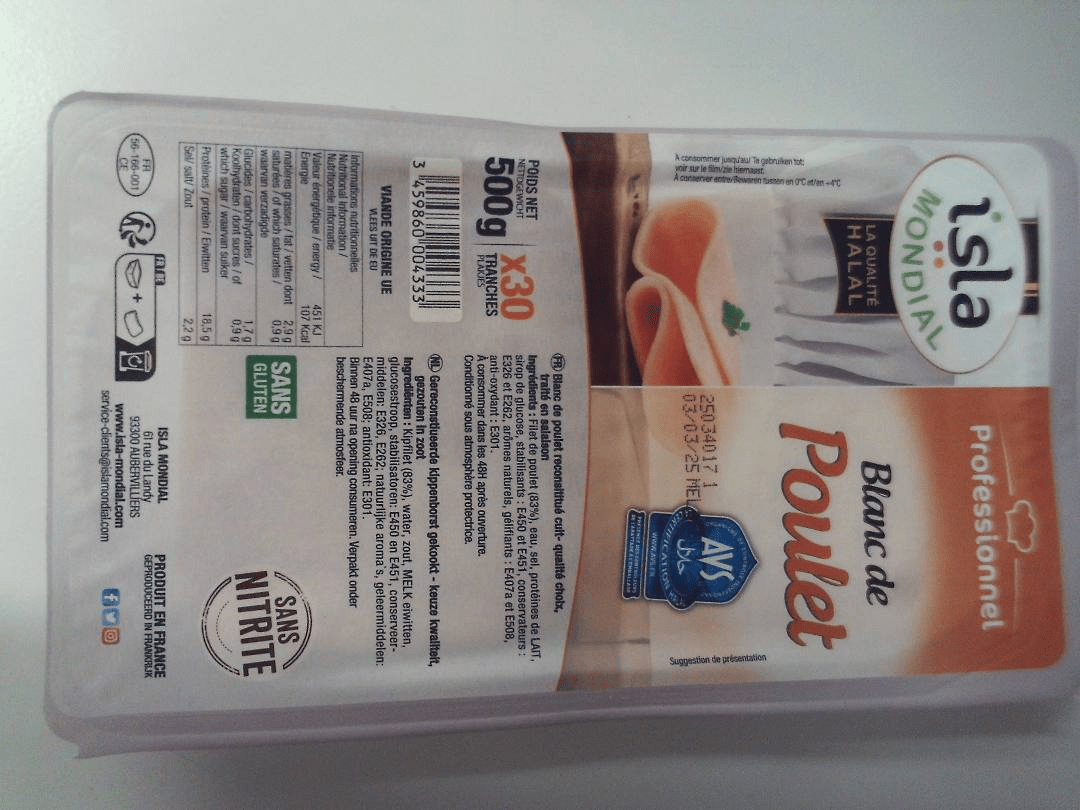 Professionnel
isla
MONDIAL
LA QUALITÉ
HALAL
Blanc de
Poulet
A consommer jusqu'au/ Te gebruiken tot:
voir sur le film/zie hiernaast.
A conserver entre/Bewaren tussen en 0°C et/en +4°C
25034017 1
03/03/25 MEL
AVS
CERTIFICATION
WWW.AVS.FR
Suggestion de présentation
POIDS NET
NETTOGEWICHT
500g
X30
TRANCHES
PLAKJES
3 459860 004333
VIANDE ORIGINE UE
VLEES UIT DE EU
Informations nutritionnelles
Nutritional Information /
Nutritionele informatie
Valeur énergétique / energy / 451 KJ
Energie 107 Kcal
matières grasses / fat / vetten dont 2,9 g
saturées / of which saturates / 0,9 g
waarvan verzadigde
Glucides / carbohydrates / 1,7 g
Koolhydraten / dont sucres / of 0,9 g
which sugar / waarvan suiker
Protéines / protein / Eiwitten 18,5 g
Sel/ salt/ Zout 2,2 g
FR Blanc de poulet reconsititué cuit- qualité choix,
traité en salaison
Ingrédients : Filet de poulet (83%), eau, sel, protéines de LAIT,
sirop de glucose, stabilisants : E450 et E451, conservateurs :
E326 et E262, arômes naturels, gélifiants : E407a et E508,
anti-oxydant : E301.
À consommer dans les 48H après ouverture.
Conditionné sous atmosphère protectrice.
NL Gereconstitueerde kippenborst gekookt - keuze kwaliteit,
gezouten in zoot
Ingrediënten : Kipfilet (83%), water, zout, MELK eiwitten,
glucosestroop, stabilisatoren: E450 en E451, conserveer-
middelen: E326, E262; natuurlijke aroma's, geleermiddelen:
E407a, E508; antioxidant: E301.
Binnen 48 uur na opening consumeren. Verpakt onder
beschermende atmosfeer.
SANS
GLUTEN
SANS
NITRITE
FR
56-166-001
CE
ISLA MONDIAL
61 rue du Landy,
93300 AUBERVILLIERS
www.isla-mondial.com
service-clients@islamondial.com
PRODUIT EN FRANCE
GEPRODUCEERD IN FRANKRIJK